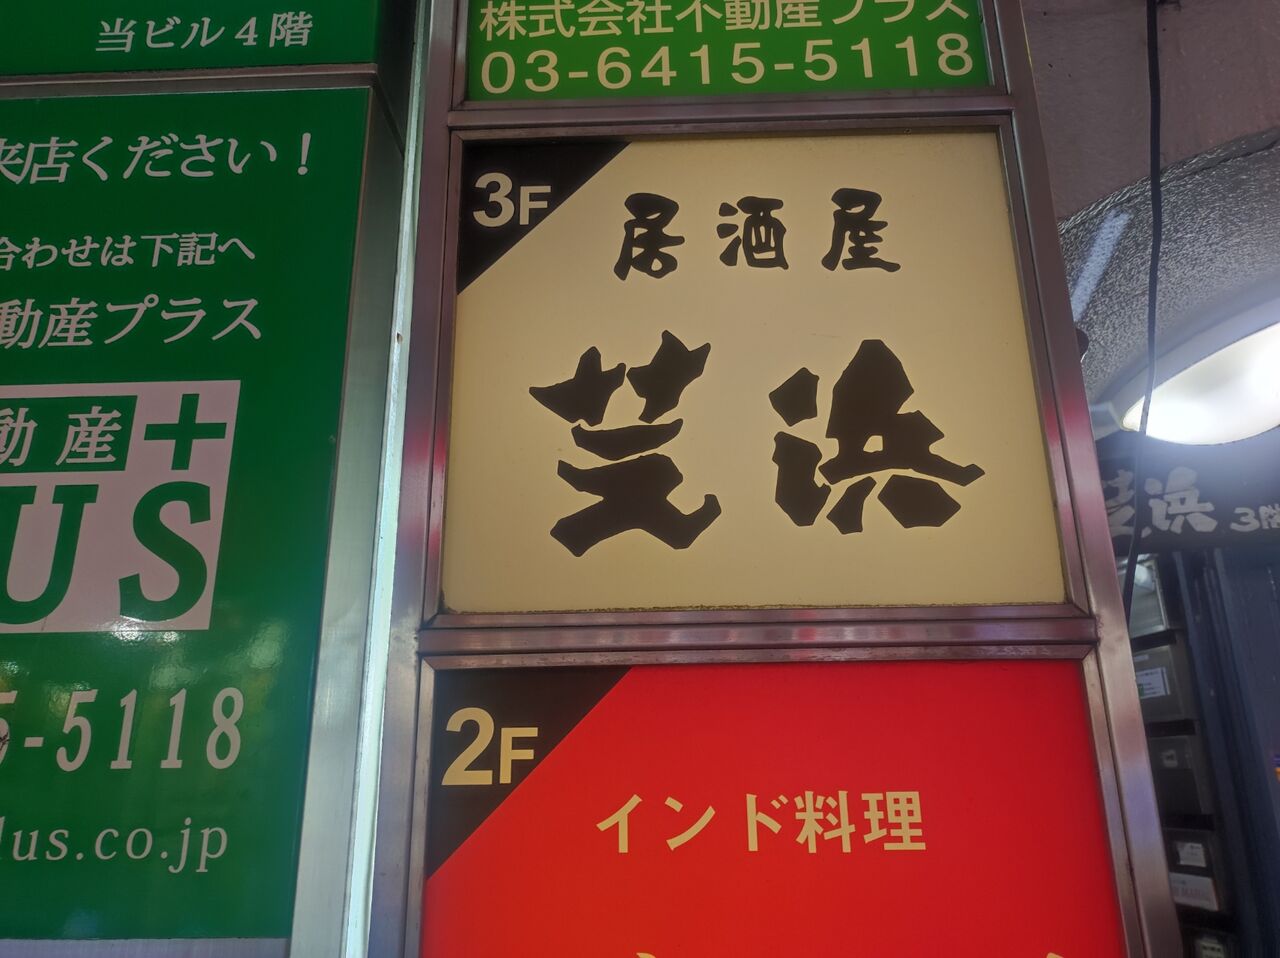 当ビル4階
来店ください!
合わせは下記へ
動産プラス
動産+
US
5-5118
lus.co.jp
株式会社不動産プラス
03-6415-5118
3F
居酒屋
芝浜
2F
インド料理
芝浜 3階